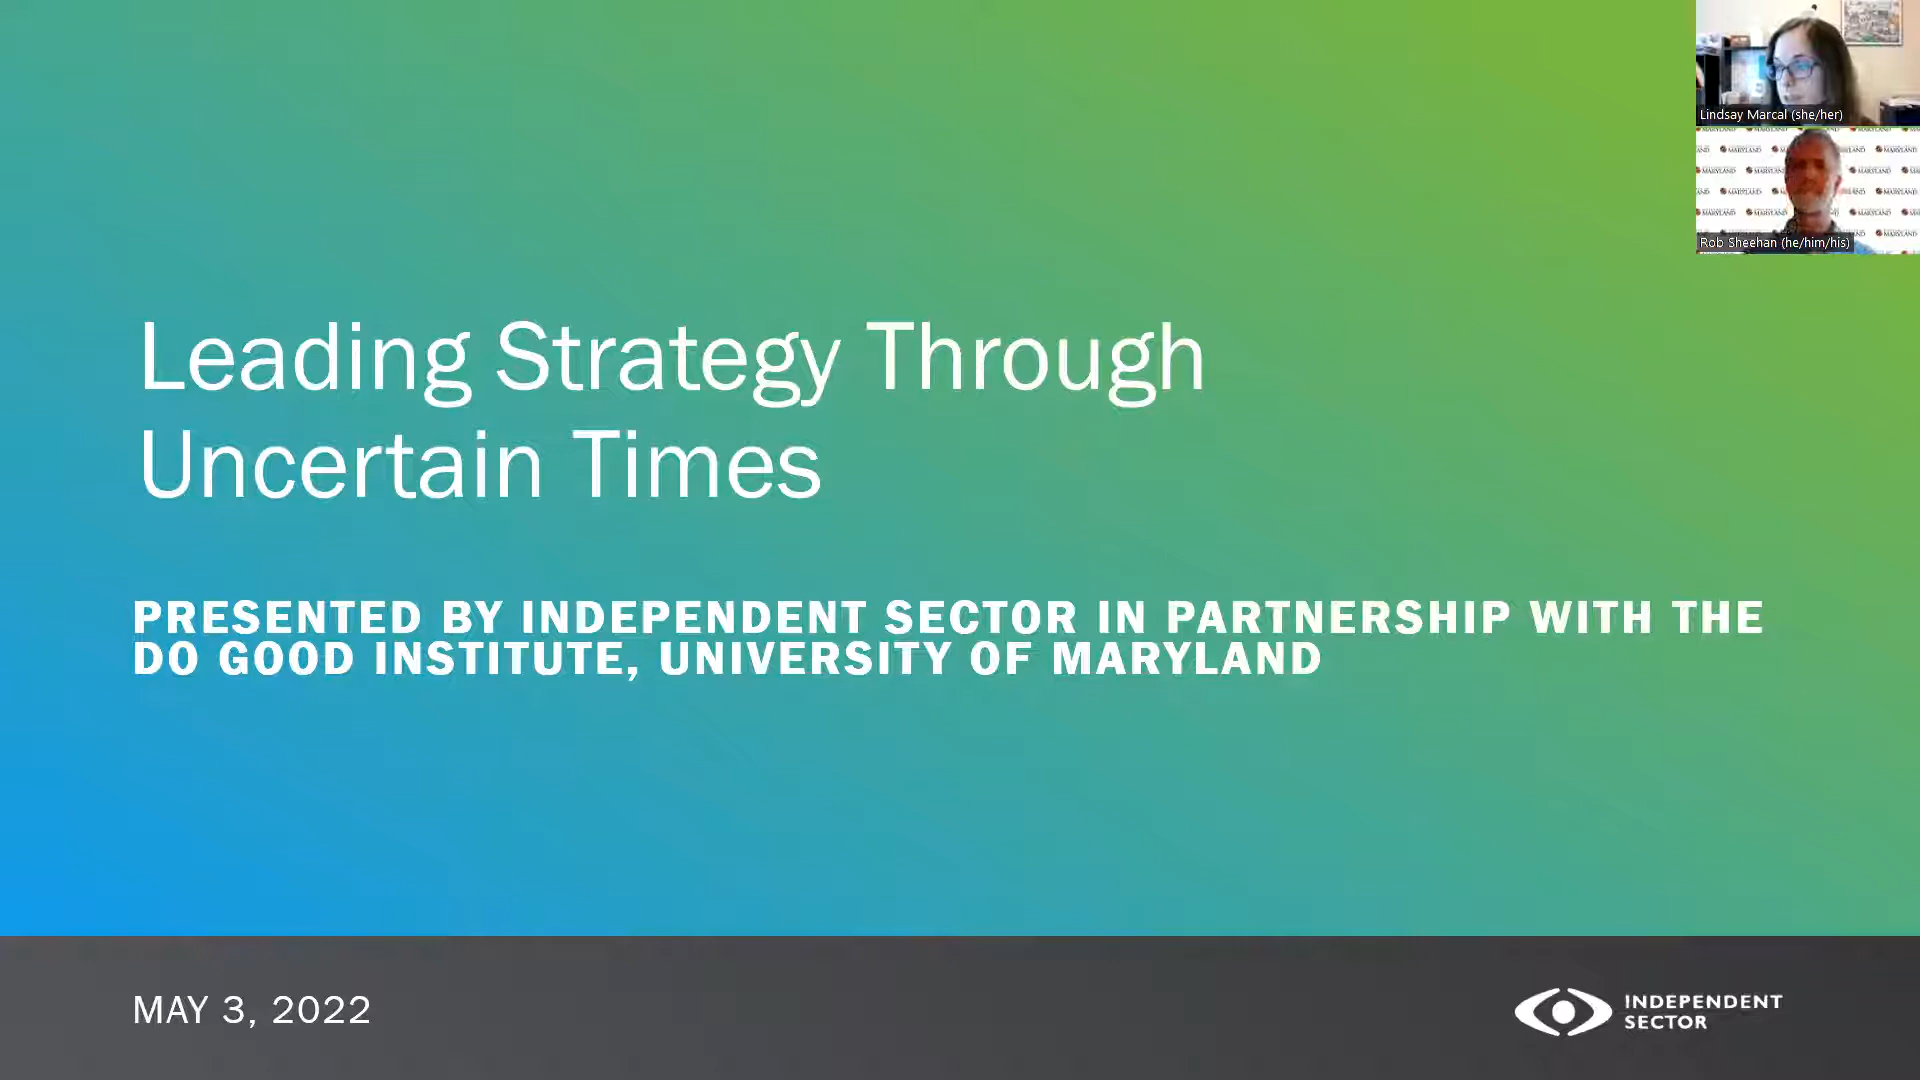 Lindsay Marcal (she/her)
Rob Sheehan (he/him/his)
Leading Strategy Through
Uncertain Times
PRESENTED BY INDEPENDENT SECTOR IN PARTNERSHIP WITH THE
DO GOOD INSTITUTE, UNIVERSITY OF MARYLAND
MAY 3, 2022
INDEPENDENT
SECTOR